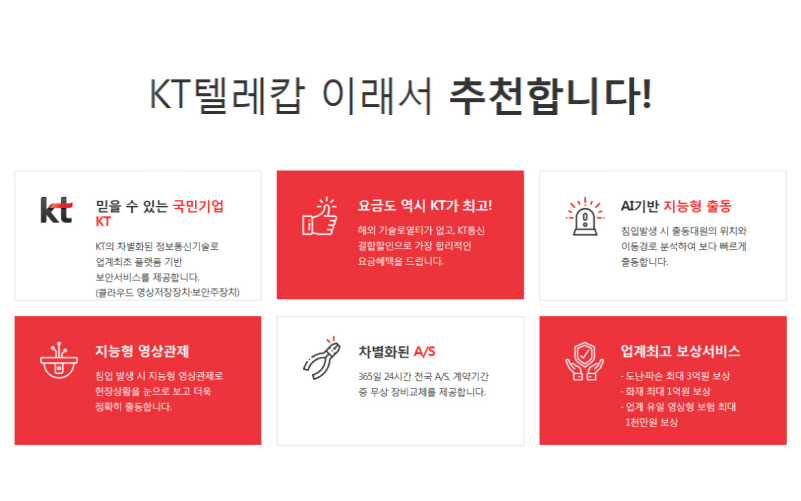 KT텔레캅 이래서 추천합니다!
kt
믿을 수 있는 국민기업
KT
KT의 차별화된 정보통신기술로
업계최초 플랫폼 기반
보안서비스를 제공합니다.
(클라우드 영상저장장치·보안주장치)
요금도 역시 KT가 최고!
해외 기술로열티가 없고, KT통신
결합할인으로 가장 합리적인
요금혜택을 드립니다.
AI기반 지능형 출동
침입발생 시 출동대원의 위치와
이동경로 분석하여 보다 빠르게
출동합니다.
지능형 영상관제
침입 발생 시 지능형 영상관제로
현장상황을 눈으로 보고 더욱
정확히 출동합니다.
차별화된 A/S
365일 24시간 전국 A/S, 계약기간
중 무상 장비교체를 제공합니다.
업계최고 보상서비스
- 도난·파손 최대 3억원 보상
- 화재 최대 1억원 보상
- 업계 유일 영상형 보험 최대
1천만원 보상